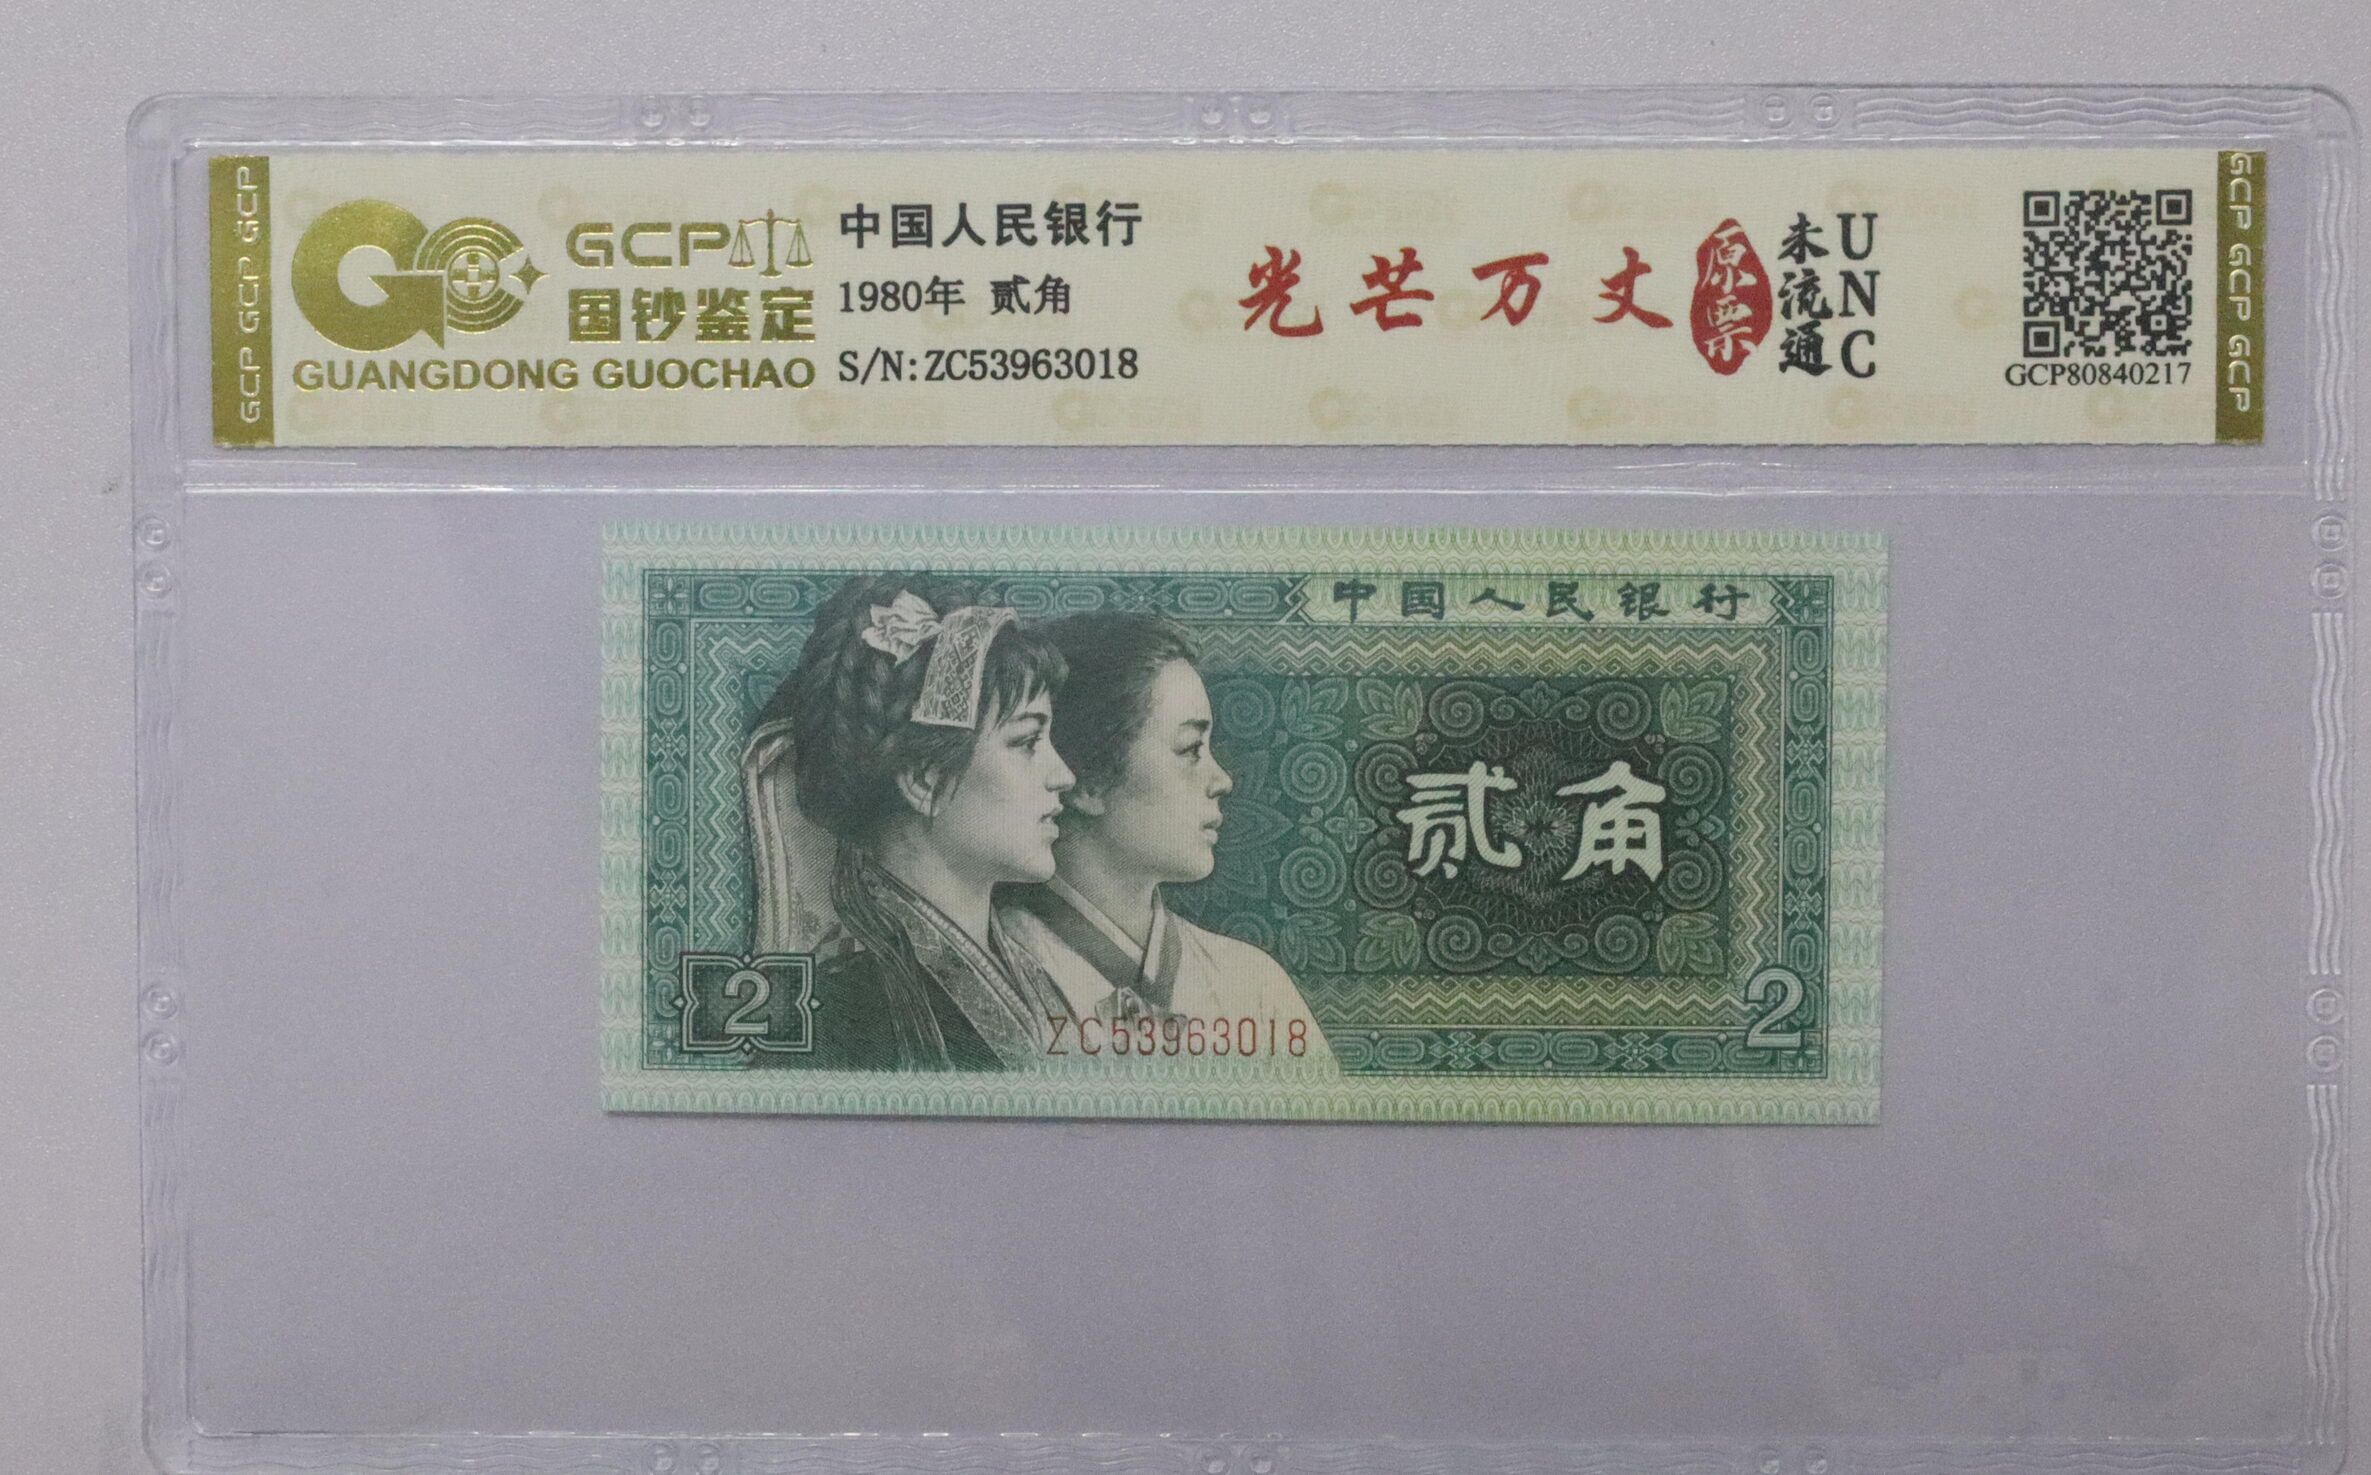 GCP GCP GCP
GCP
国钞鉴定
GUANGDONG GUOCHAO
中国人民银行
1980年 贰角
S/N:ZC53963018
光芒万丈
原票
未流通
UNC
GCP80840217
GCP GCP GCP
中国人民银行
贰角
2
ZC53963018
2